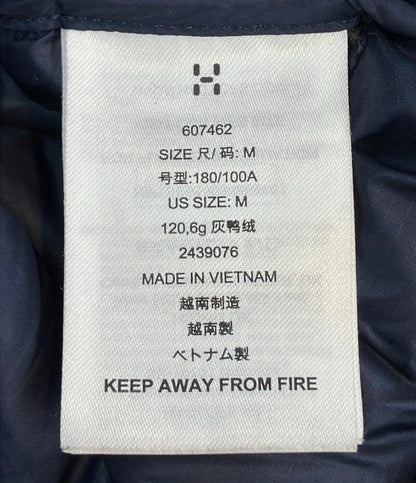 607462
SIZE 尺/ 码: M
号型:180/100A
US SIZE: M
120,6g 灰鸭绒
2439076
MADE IN VIETNAM
越南制造
越南製
ベトナム製
KEEP AWAY FROM FIRE